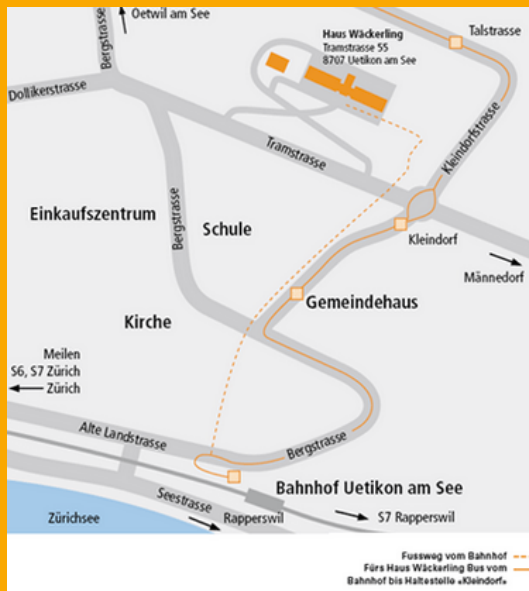 Oetwil am See
Bergstrasse
Haus Wäckerling
Tramstrasse 55
8707 Uetikon am See
Talstrasse
Dollikerstrasse
Tramstrasse
Kleindorfstrasse
Einkaufszentrum
Bergstrasse
Schule
Kleindorf
Männedorf
Gemeindehaus
Kirche
Meilen
S6, S7 Zürich
Zürich
Alte Landstrasse
Bergstrasse
Bahnhof Uetikon am See
Seestrasse
Zürichsee
Rapperswil
S7 Rapperswil
Fussweg vom Bahnhof
Fürs Haus Wäckerling Bus vom
Bahnhof bis Haltestelle «Kleindorf»